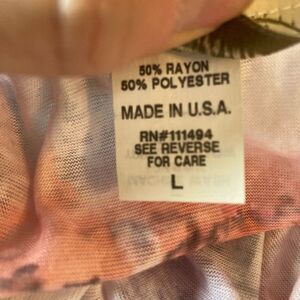 50% RAYON
50% POLYESTER
MADE IN U.S.A.
RN#111494
SEE REVERSE
FOR CARE
L